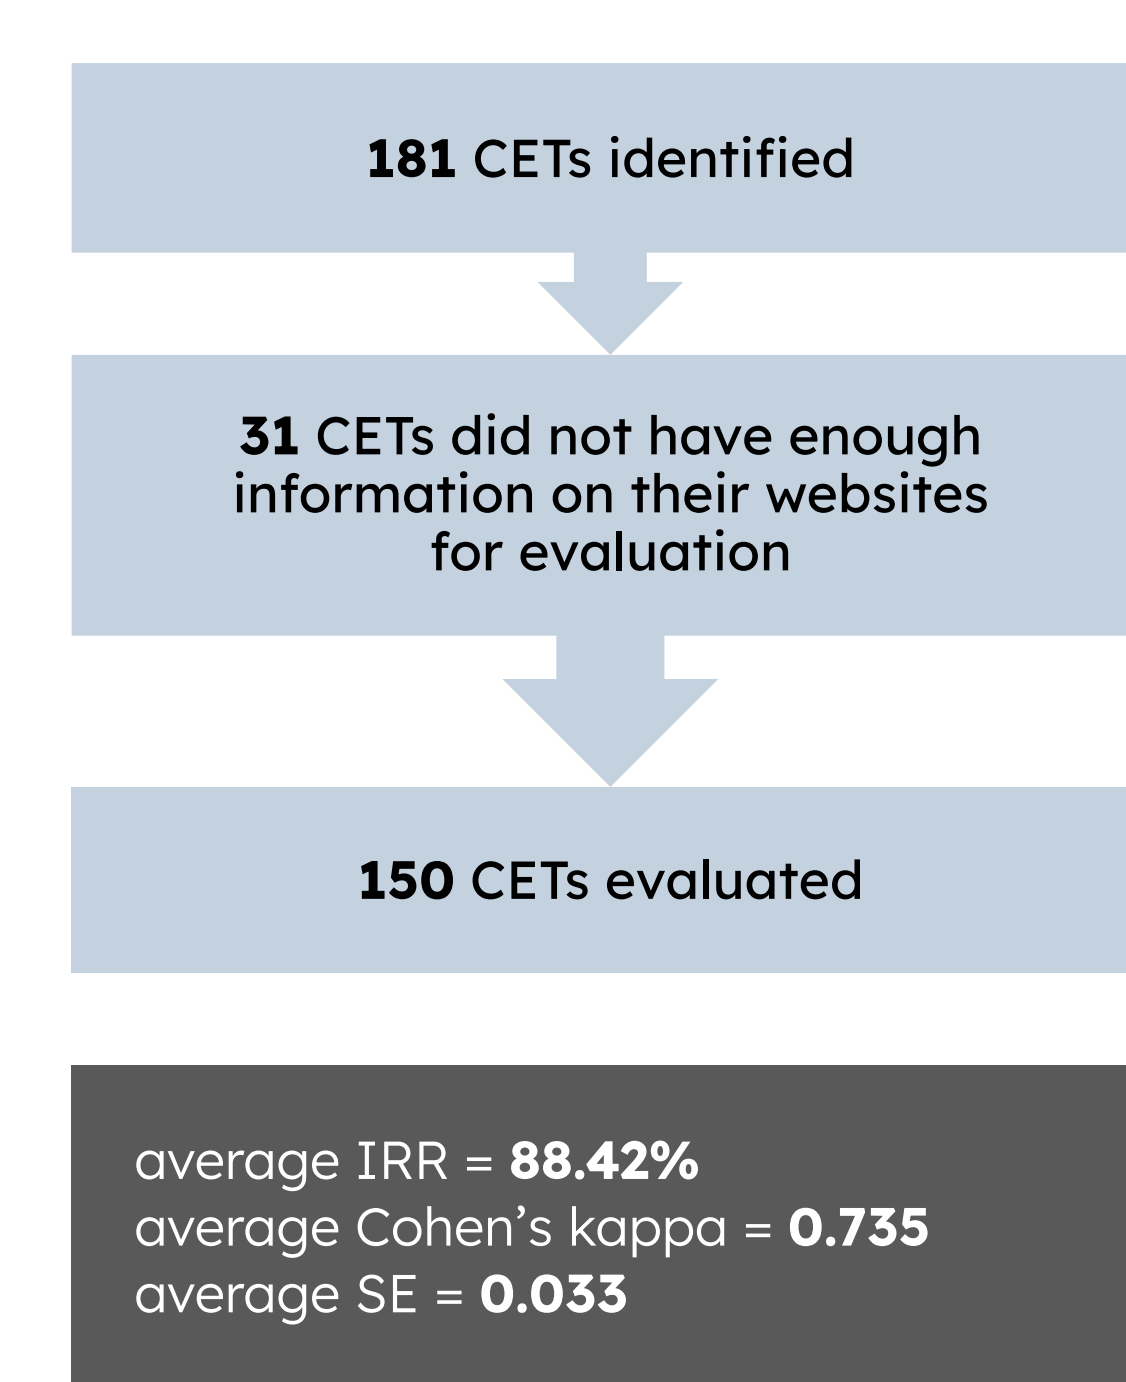 181 CETs identified
31 CETs did not have enough
information on their websites
for evaluation
150 CETs evaluated
average IRR = 88.42%
average Cohen’s kappa = 0.735
average SE = 0.033